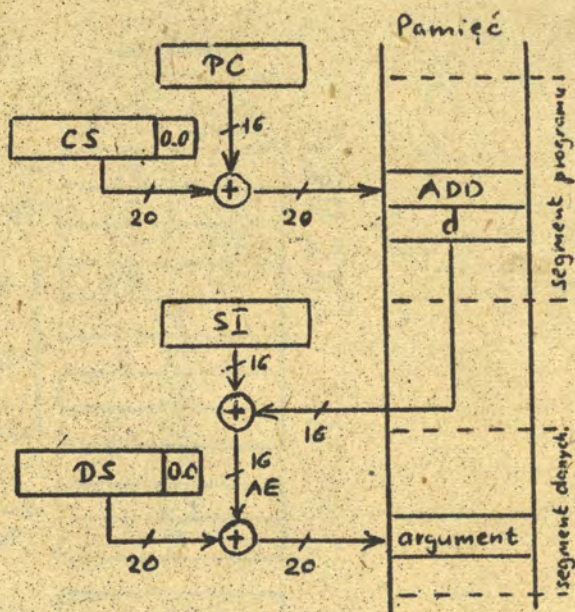 Pamięć
PC
16
CS 0.0
20
20
ADD
d
segment programu
SI
16
16
16
AE
DS 0.0
20
20
argument
segment danych